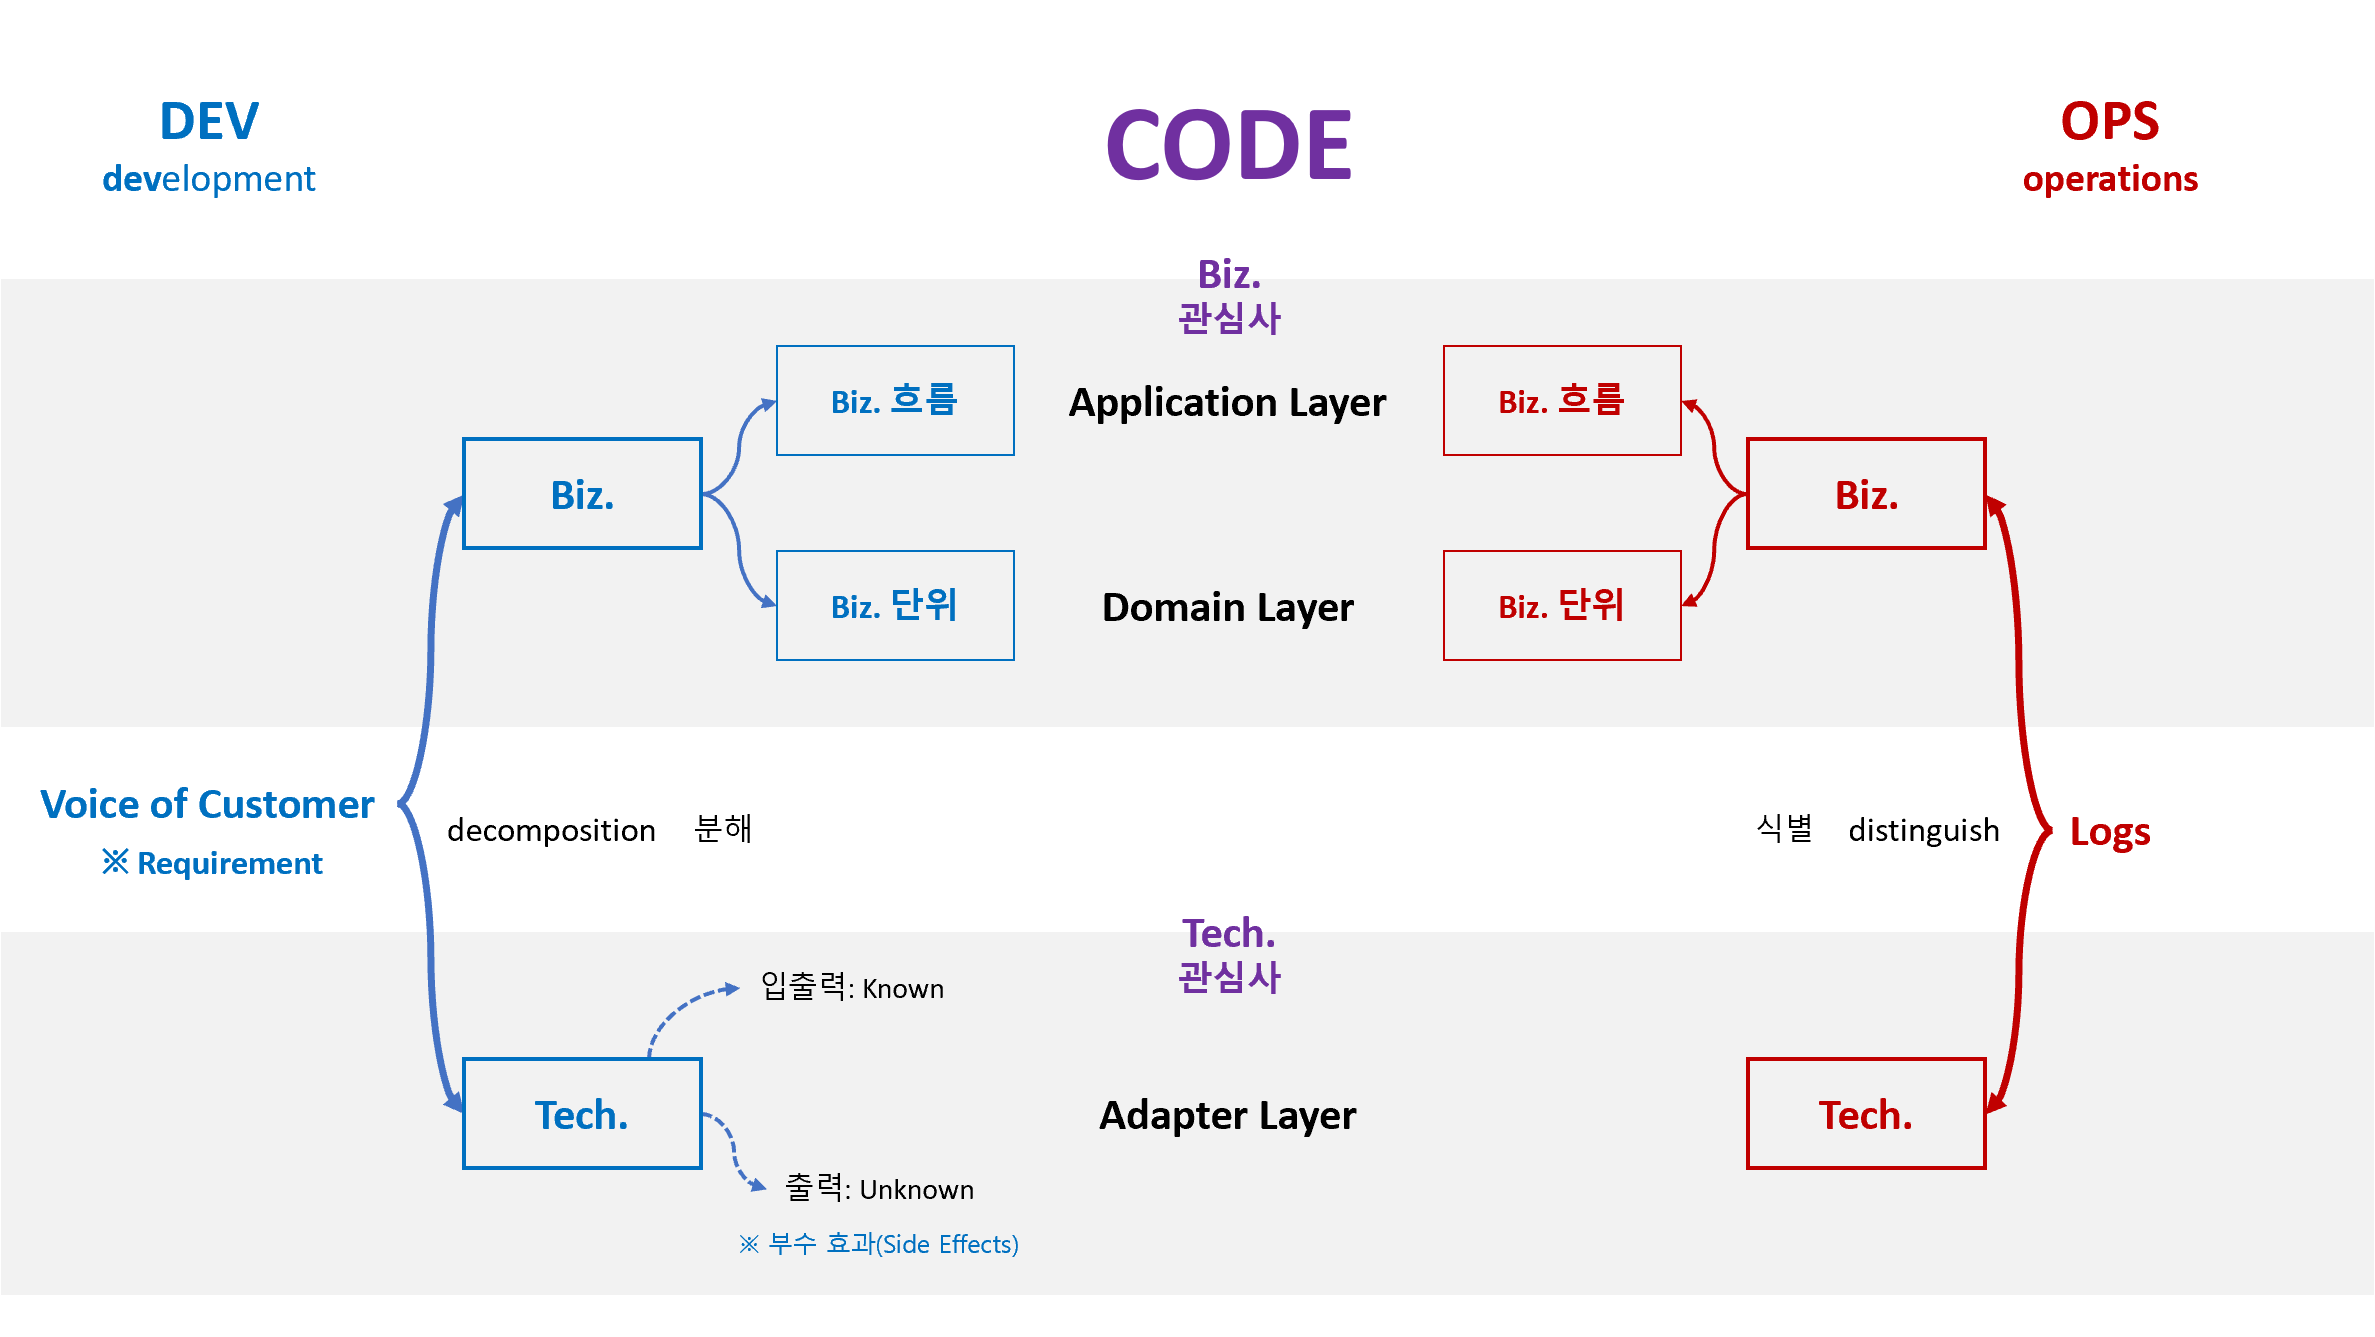 DEV
development
CODE
OPS
operations
Biz.
관심사
Biz. 흐름
Application Layer
Biz. 흐름
Biz.
Biz.
Biz. 단위
Domain Layer
Biz. 단위
Voice of Customer
※ Requirement
decomposition 분해
식별 distinguish
Logs
Tech.
관심사
입출력: Known
Tech.
Adapter Layer
Tech.
출력: Unknown
※ 부수 효과(Side Effects)